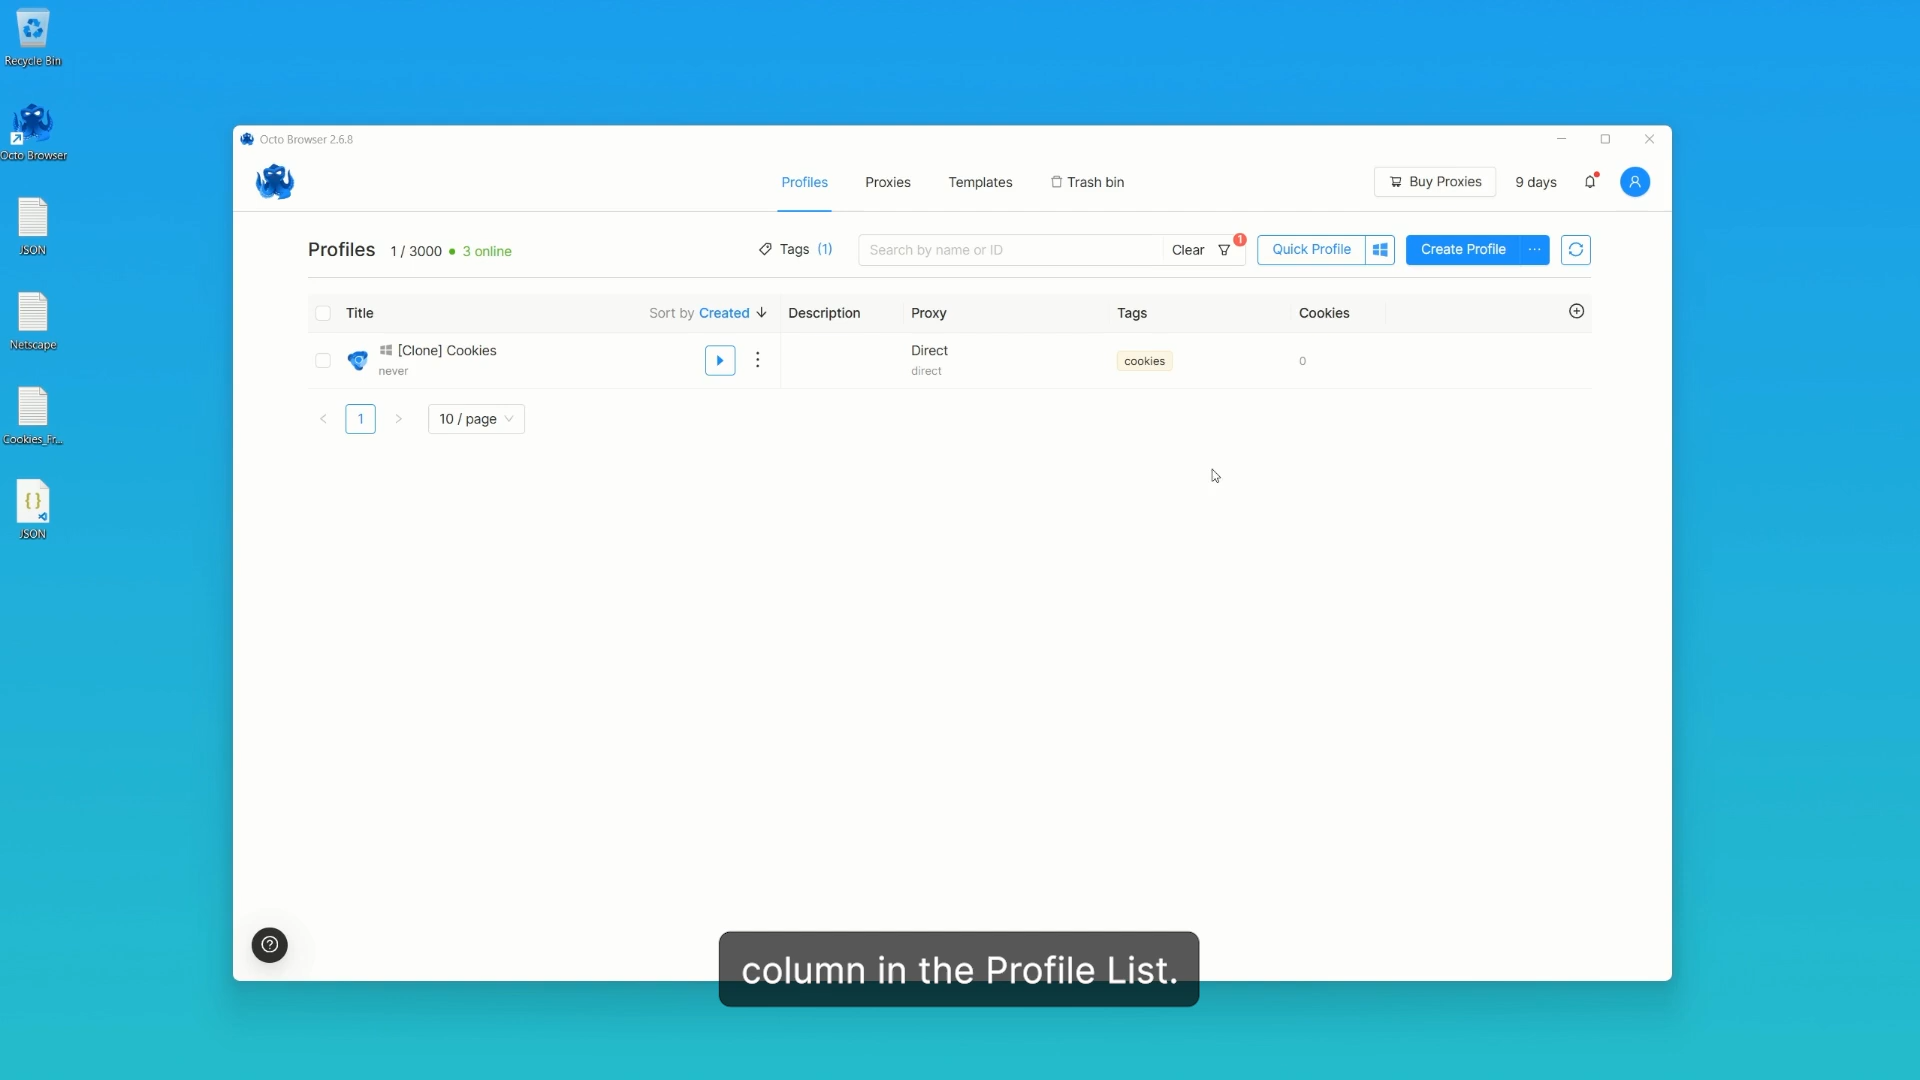 Recycle Bin
Octo Browser
JSON
Netscape
Cookies_Fr...
JSON
Octo Browser 2.6.8
Profiles
Proxies
Templates
Trash bin
Buy Proxies
9 days
Profiles 1 / 3000 3 online
Tags (1)
Search by name or ID
Clear
1
Quick Profile
Create Profile ...
Title
Sort by Created
Description
Proxy
Tags
Cookies
[Clone] Cookies
never
Direct
direct
cookies
0
1
10 / page
column in the Profile List.